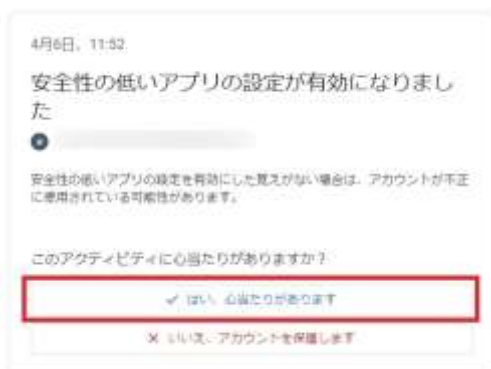 4月6日、11:52
安全性の低いアプリの設定が有効になりまし
た
安全性の低いアプリの設定を有効にした覚えがない場合は、アカウントが不正
に使用されている可能性があります。
このアクティビティに心当たりがありますか？
✓ はい、心当たりがあります
✕ いいえ、アカウントを保護します